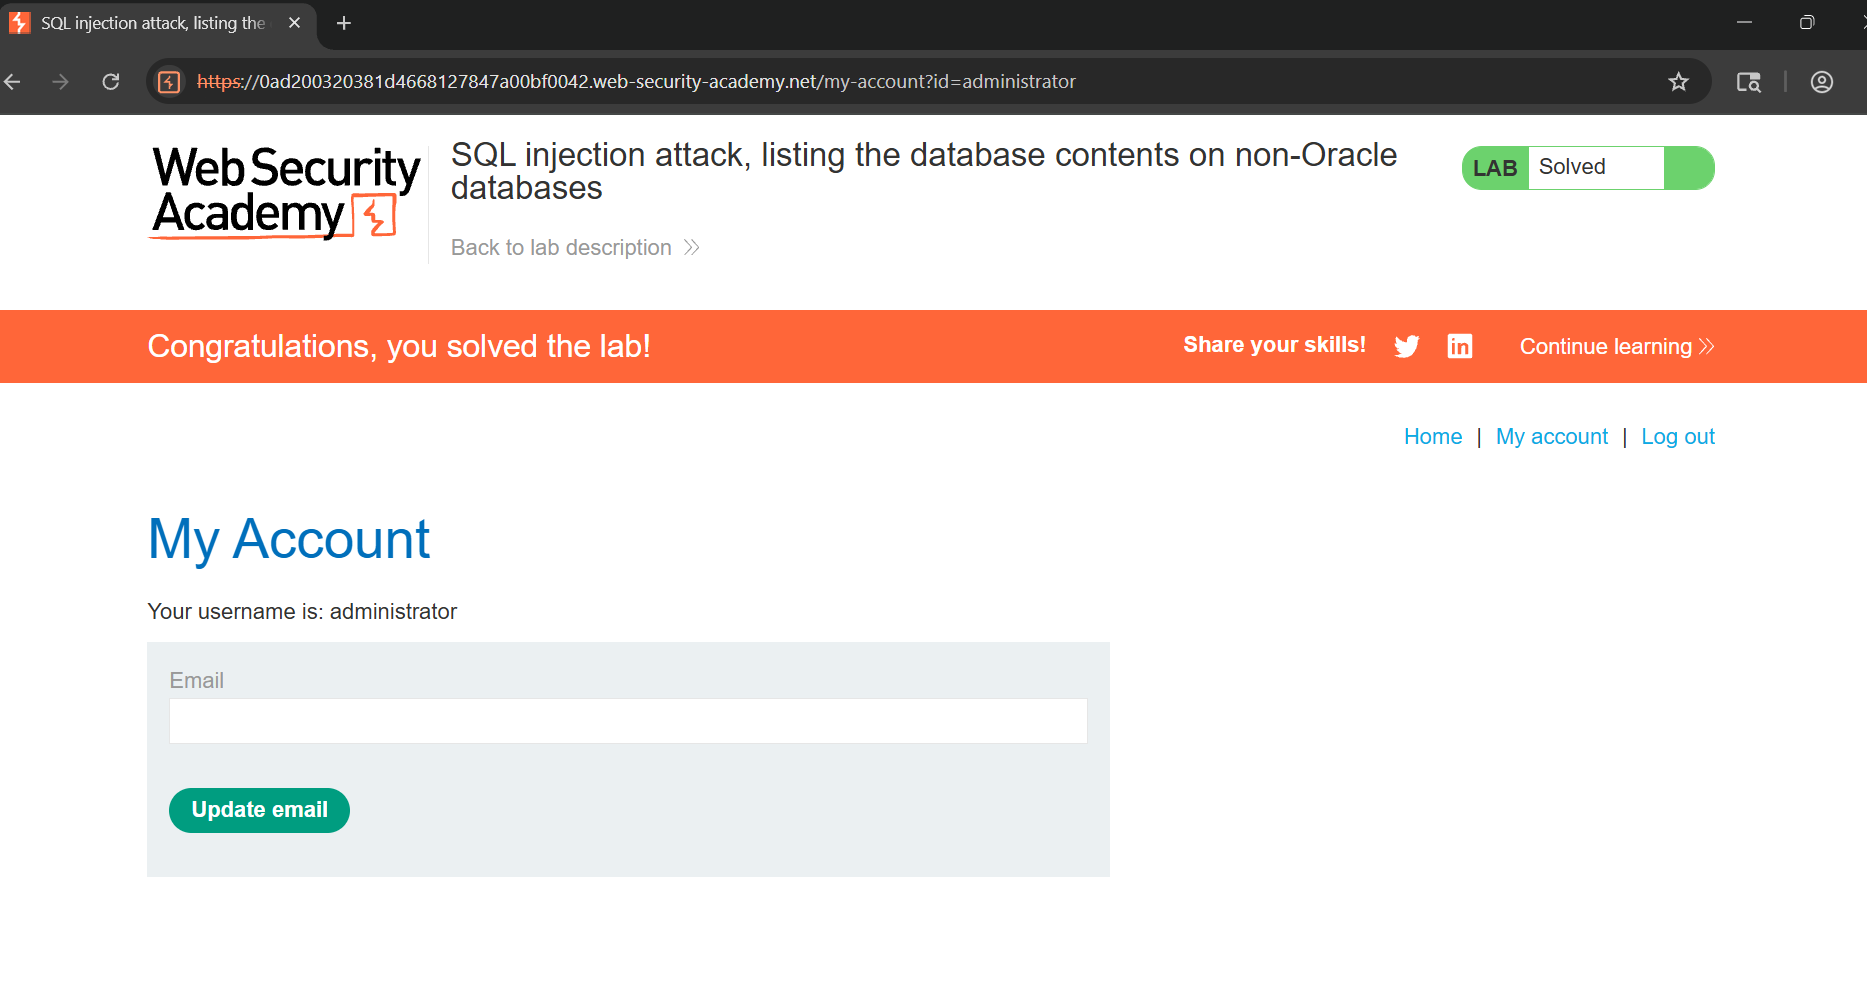 SQL injection attack, listing the
https://0ad200320381d4668127847a00bf0042.web-security-academy.net/my-account?id=administrator
Web Security
Academy
SQL injection attack, listing the database contents on non-Oracle
databases
LAB Solved
Back to lab description
Congratulations, you solved the lab!
Share your skills!
Continue learning
Home | My account | Log out
My Account
Your username is: administrator
Email
Update email